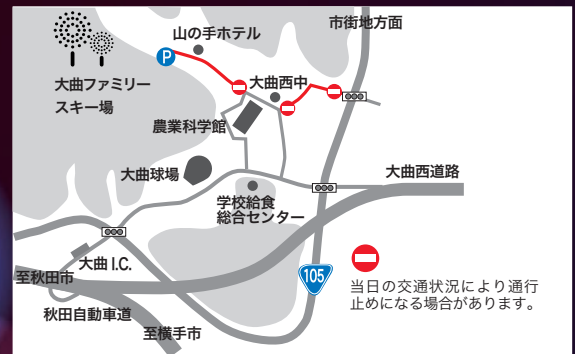 山の手ホテル
市街地方面
P
大曲ファミリー
スキー場
大曲西中
農業科学館
大曲球場
大曲西道路
学校給食
総合センター
大曲 I.C.
105
至秋田市
当日の交通状況により通行
止めになる場合があります。
秋田自動車道
至横手市